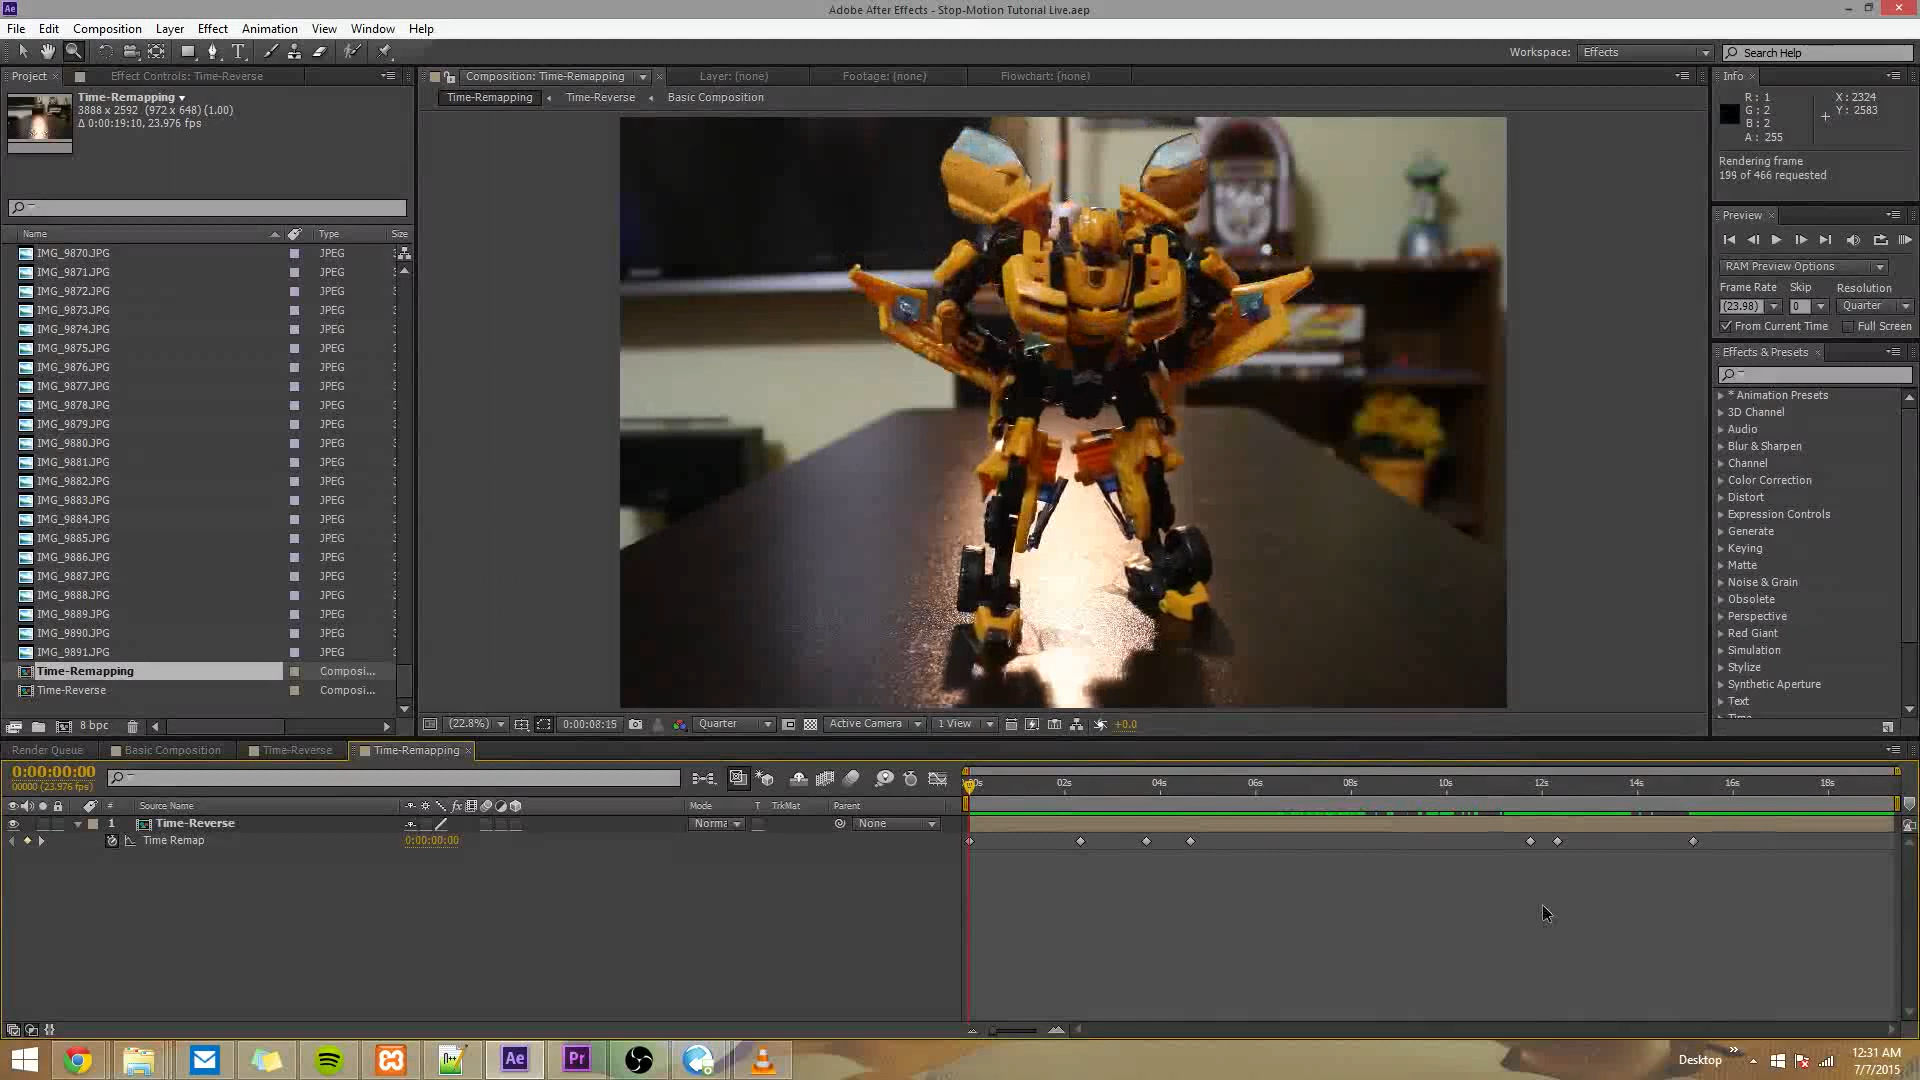 Ae
Adobe After Effects - Stop-Motion Tutorial Live.aep
File Edit Composition Layer Effect Animation View Window Help
T
Workspace: Effects
Search Help
Project
Effect Controls: Time-Reverse
Composition: Time-Remapping
Layer: (none)
Footage: (none)
Flowchart: (none)
Info
Time-Remapping
3888 x 2592 (972 x 648) (1.00)
Δ 0:00:19:10, 23.976 fps
Time-Remapping Time-Reverse Basic Composition
R: 1
G: 2
B: 2
A: 255
X: 2324
Y: 2583
Rendering frame
199 of 466 requested
Preview
RAM Preview Options
Frame Rate Skip Resolution
(23.98) 0 Quarter
From Current Time Full Screen
Effects & Presets
* Animation Presets
3D Channel
Audio
Blur & Sharpen
Channel
Color Correction
Distort
Expression Controls
Generate
Keying
Matte
Noise & Grain
Obsolete
Perspective
Red Giant
Simulation
Stylize
Synthetic Aperture
Text
Time
Name Type Size
IMG_9870.JPG JPEG
IMG_9871.JPG JPEG
IMG_9872.JPG JPEG
IMG_9873.JPG JPEG
IMG_9874.JPG JPEG
IMG_9875.JPG JPEG
IMG_9876.JPG JPEG
IMG_9877.JPG JPEG
IMG_9878.JPG JPEG
IMG_9879.JPG JPEG
IMG_9880.JPG JPEG
IMG_9881.JPG JPEG
IMG_9882.JPG JPEG
IMG_9883.JPG JPEG
IMG_9884.JPG JPEG
IMG_9885.JPG JPEG
IMG_9886.JPG JPEG
IMG_9887.JPG JPEG
IMG_9888.JPG JPEG
IMG_9889.JPG JPEG
IMG_9890.JPG JPEG
IMG_9891.JPG JPEG
Time-Remapping Composi...
Time-Reverse Composi...
8 bpc
(22.8%) 0:00:08:15 Quarter Active Camera 1 View +0.0
Render Queue Basic Composition Time-Reverse Time-Remapping
0:00:00:00
00000 (23.976 fps)
:00s 02s 04s 06s 08s 10s 12s 14s 16s 18s
# Source Name fx Mode T TrkMat Parent
1 Time-Reverse Norma None
Time Remap 0:00:00:00
Ae Pr
Desktop
12:31 AM
7/7/2015